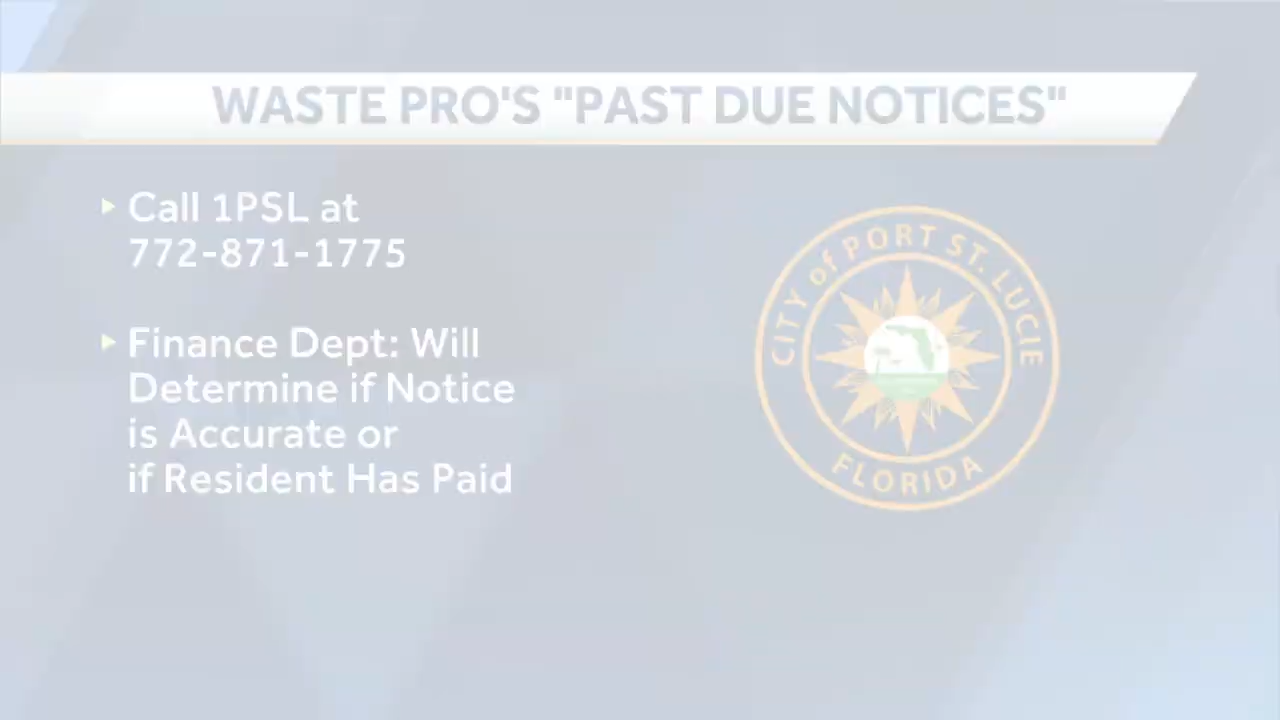 WASTE PRO'S "PAST DUE NOTICES"
Call 1PSL at
772-871-1775
Finance Dept: Will
Determine if Notice
is Accurate or
if Resident Has Paid
CITY of PORT ST. LUCIE
FLORIDA